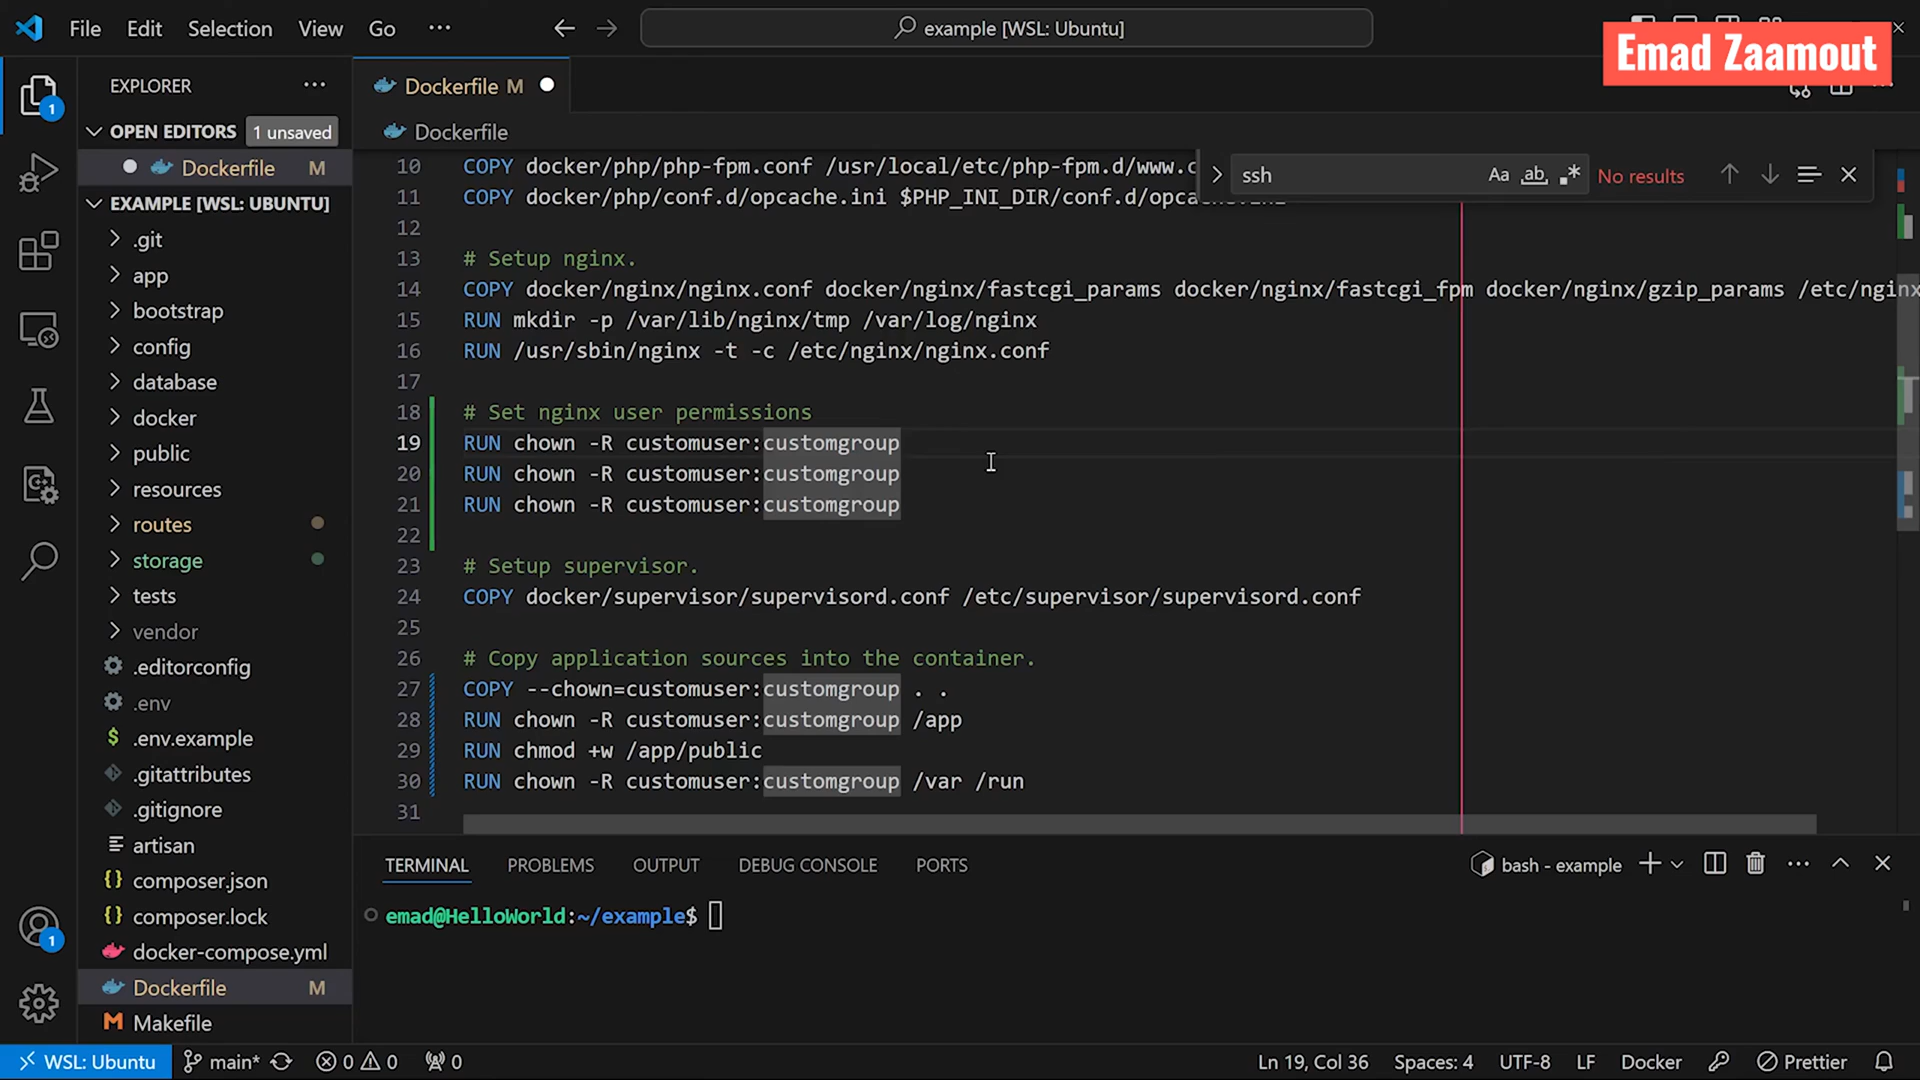 File Edit Selection View Go ··· example [WSL: Ubuntu]
Emad Zaamout
EXPLORER ···
OPEN EDITORS 1 unsaved
Dockerfile M
EXAMPLE [WSL: UBUNTU]
.git
app
bootstrap
config
database
docker
public
resources
routes
storage
tests
vendor
.editorconfig
.env
.env.example
.gitattributes
.gitignore
artisan
composer.json
composer.lock
docker-compose.yml
Dockerfile M
Makefile
1
1
Dockerfile M
Dockerfile
ssh Aa ab No results
10 COPY docker/php/php-fpm.conf /usr/local/etc/php-fpm.d/www.c
11 COPY docker/php/conf.d/opcache.ini $PHP_INI_DIR/conf.d/opcache.ini
12
13 # Setup nginx.
14 COPY docker/nginx/nginx.conf docker/nginx/fastcgi_params docker/nginx/fastcgi_fpm docker/nginx/gzip_params /etc/nginx
15 RUN mkdir -p /var/lib/nginx/tmp /var/log/nginx
16 RUN /usr/sbin/nginx -t -c /etc/nginx/nginx.conf
17
18 # Set nginx user permissions
19 RUN chown -R customuser:customgroup
20 RUN chown -R customuser:customgroup
21 RUN chown -R customuser:customgroup
22
23 # Setup supervisor.
24 COPY docker/supervisor/supervisord.conf /etc/supervisor/supervisord.conf
25
26 # Copy application sources into the container.
27 COPY --chown=customuser:customgroup . .
28 RUN chown -R customuser:customgroup /app
29 RUN chmod +w /app/public
30 RUN chown -R customuser:customgroup /var /run
31
TERMINAL PROBLEMS OUTPUT DEBUG CONSOLE PORTS bash - example
emad@HelloWorld:~/example$
WSL: Ubuntu main* 0 0 0 Ln 19, Col 36 Spaces: 4 UTF-8 LF Docker Prettier